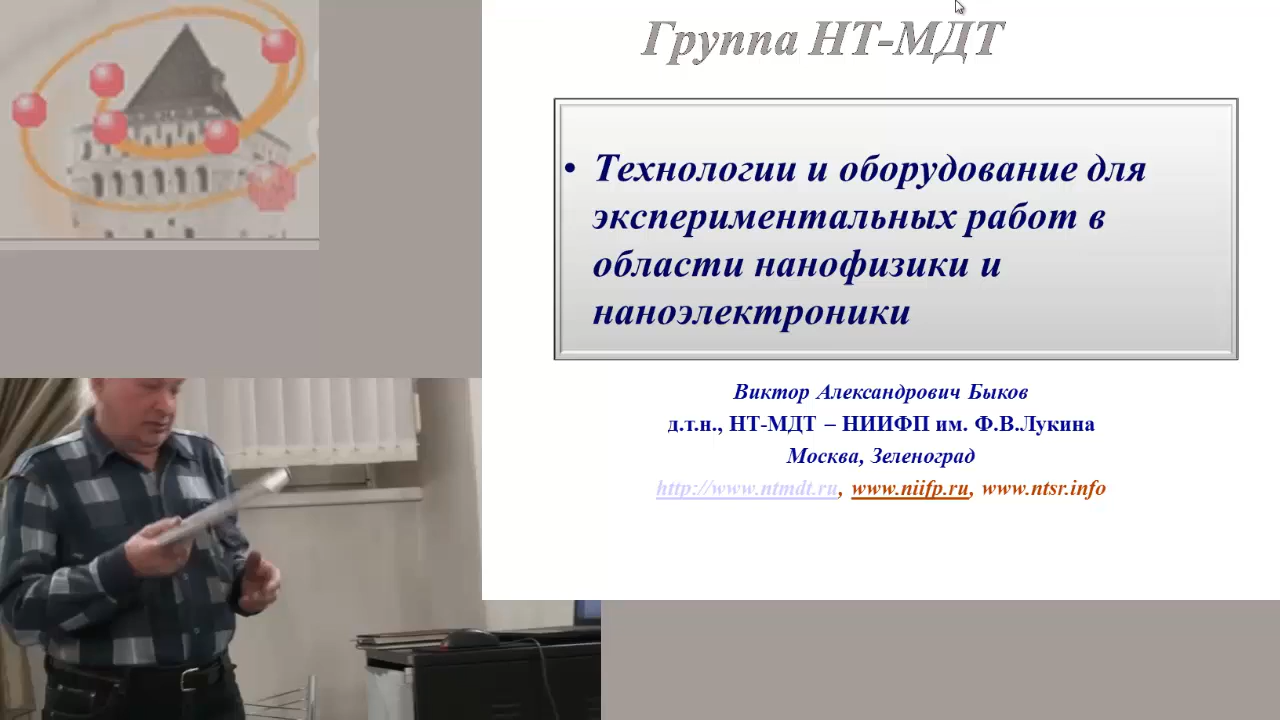 Группа НТ-МДТ
• Технологии и оборудование для
экспериментальных работ в
области нанофизики и
наноэлектроники
Виктор Александрович Быков
д.т.н., НТ-МДТ – НИИФП им. Ф.В.Лукина
Москва, Зеленоград
http://www.ntmdt.ru, www.niifp.ru, www.ntsr.info